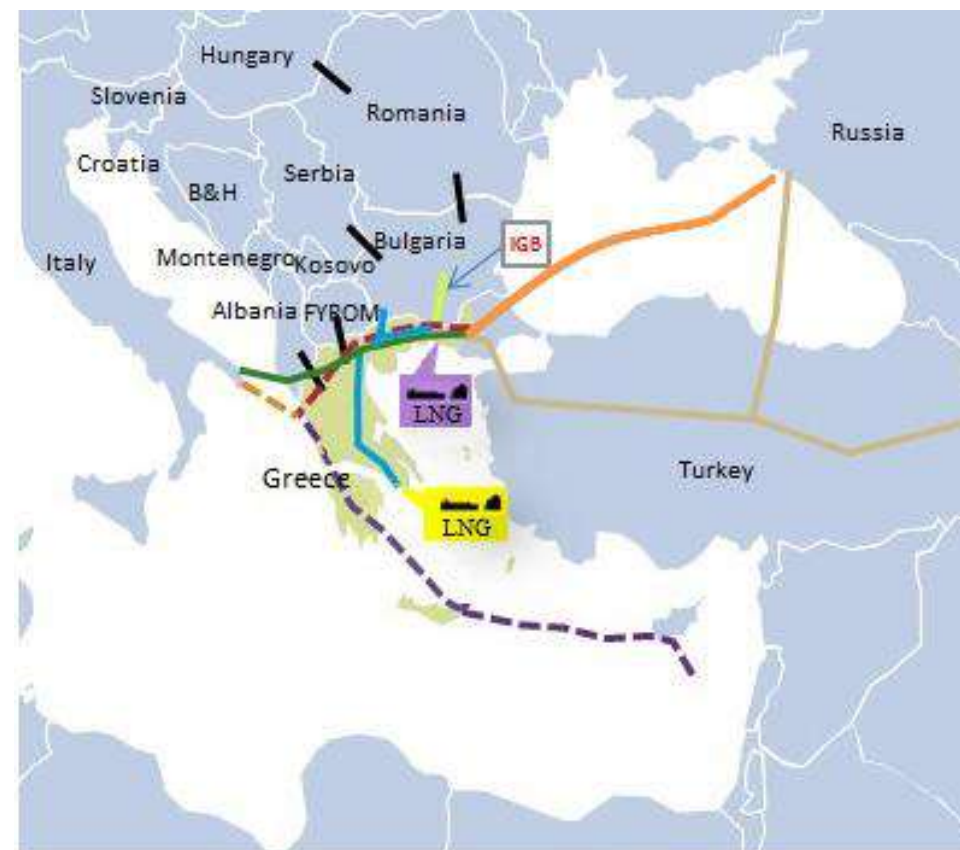 Hungary
Slovenia
Romania
Russia
Croatia
Serbia
B&H
Bulgaria
IGB
Italy
Montenegro
Kosovo
Albania
FYROM
LNG
Turkey
Greece
LNG